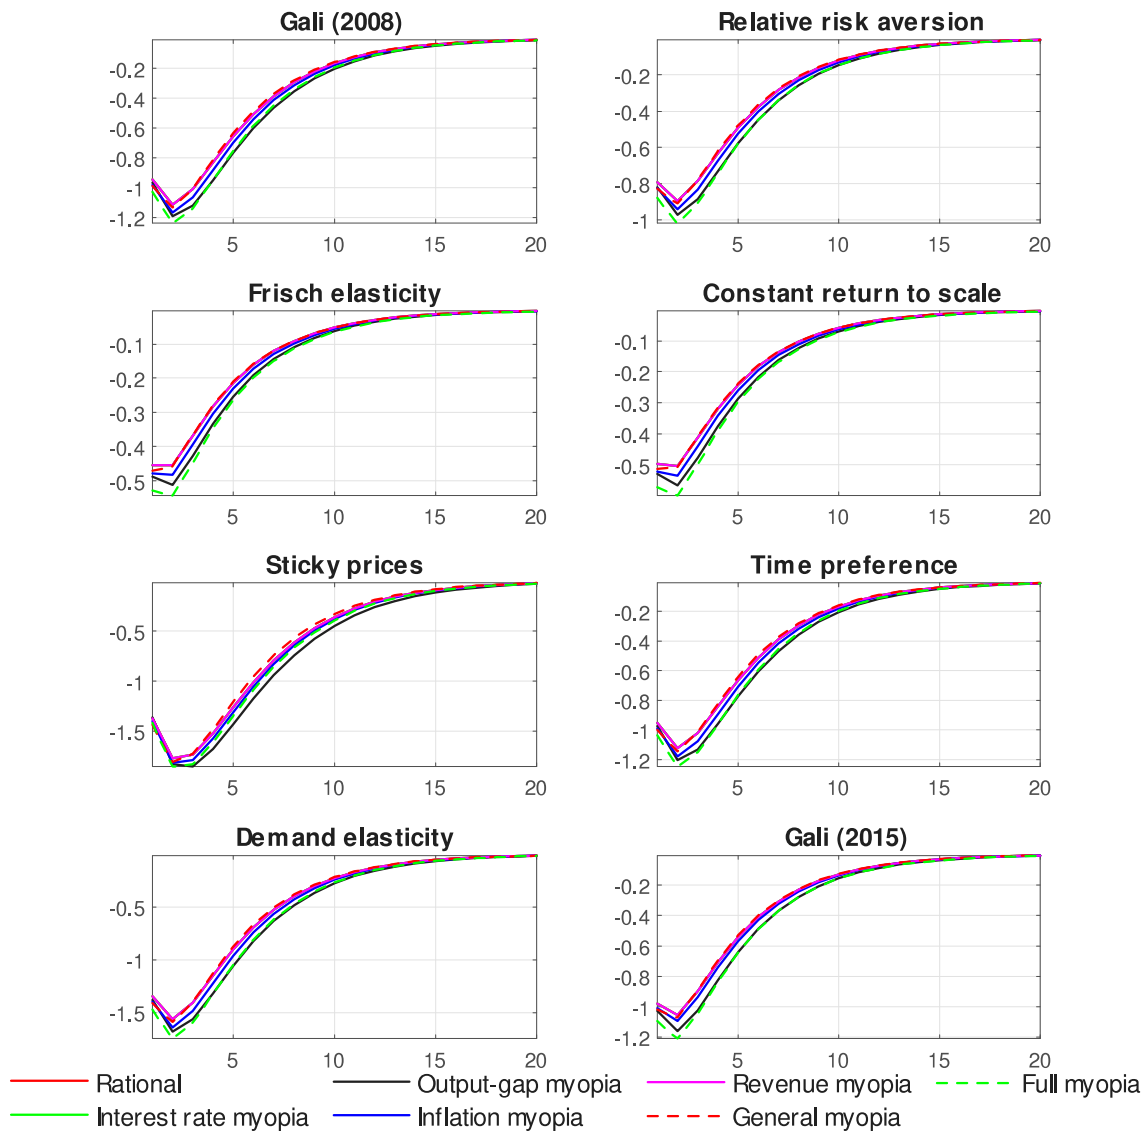 Gali (2008) Relative risk aversion
-0.2 -0.2
-0.4 -0.4
-0.6 -0.6
-0.8 -0.8
-1
-1.2 -1
5 10 15 20 5 10 15 20
Frisch elasticity Constant return to scale
-0.1 -0.1
-0.2 -0.2
-0.3 -0.3
-0.4 -0.4
-0.5 -0.5
5 10 15 20 5 10 15 20
Sticky prices Time preference
-0.2
-0.5 -0.4
-0.6
-1 -0.8
-1.5 -1
-1.2
5 10 15 20 5 10 15 20
Demand elasticity Gali (2015)
-0.2
-0.5 -0.4
-0.6
-1 -0.8
-1.5 -1
-1.2
5 10 15 20 5 10 15 20
Rational Output-gap myopia Revenue myopia Full myopia
Interest rate myopia Inflation myopia General myopia